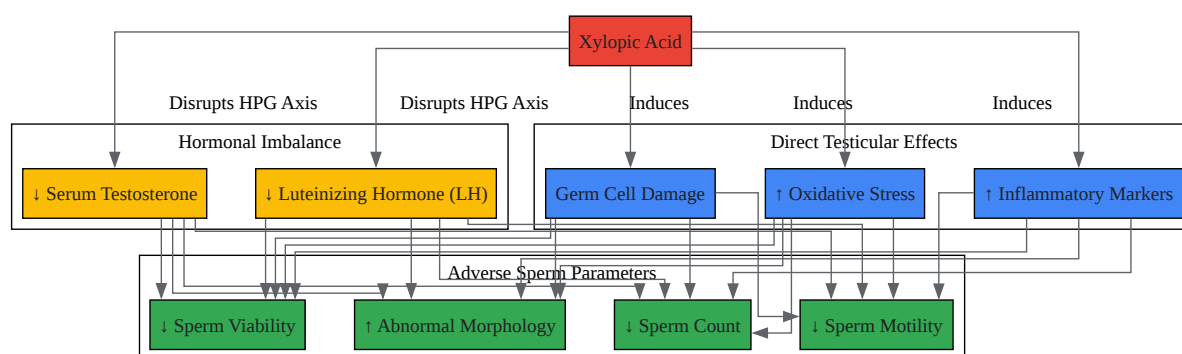 Xylopic Acid
Disrupts HPG Axis
Disrupts HPG Axis
Induces
Induces
Induces
Hormonal Imbalance
Direct Testicular Effects
↓ Serum Testosterone
↓ Luteinizing Hormone (LH)
Germ Cell Damage
↑ Oxidative Stress
↑ Inflammatory Markers
Adverse Sperm Parameters
↓ Sperm Viability
↑ Abnormal Morphology
↓ Sperm Count
↓ Sperm Motility